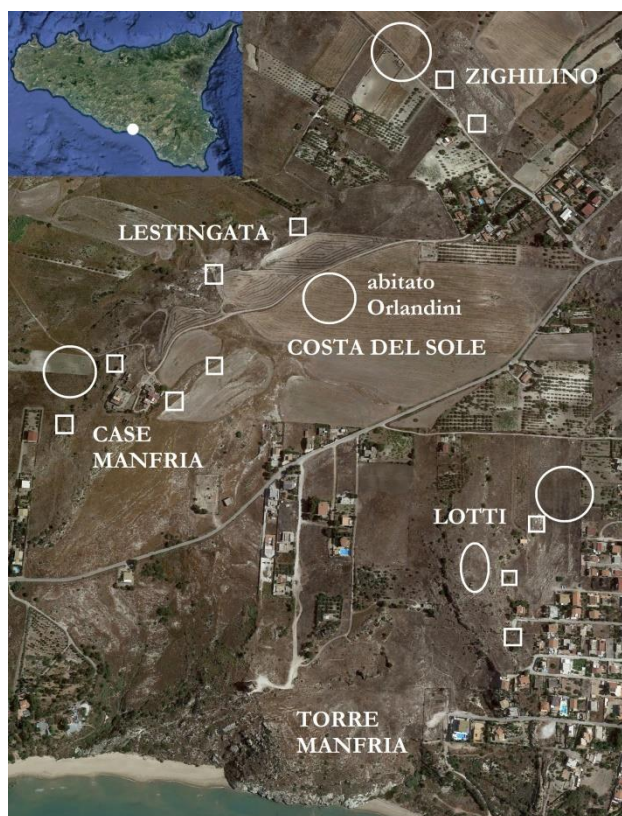 ZIGHILINO
LESTINGATA
abitato
Orlandini
COSTA DEL SOLE
CASE
MANFRIA
LOTTI
TORRE
MANFRIA